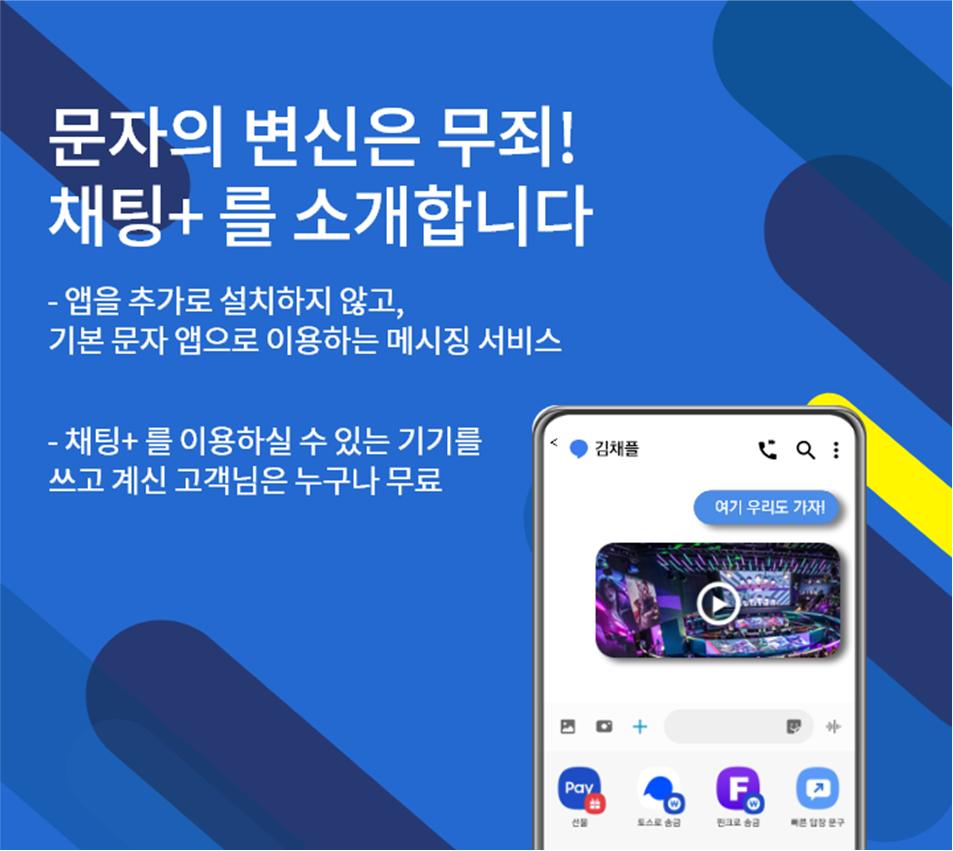 문자의 변신은 무죄!
채팅+ 를 소개합니다
- 앱을 추가로 설치하지 않고,
기본 문자 앱으로 이용하는 메시징 서비스
- 채팅+ 를 이용하실 수 있는 기기를
쓰고 계신 고객님은 누구나 무료
< 김채플
여기 우리도 가자!
Pay F
선물 토스로 송금 핀크로 송금 빠른 답장 문구